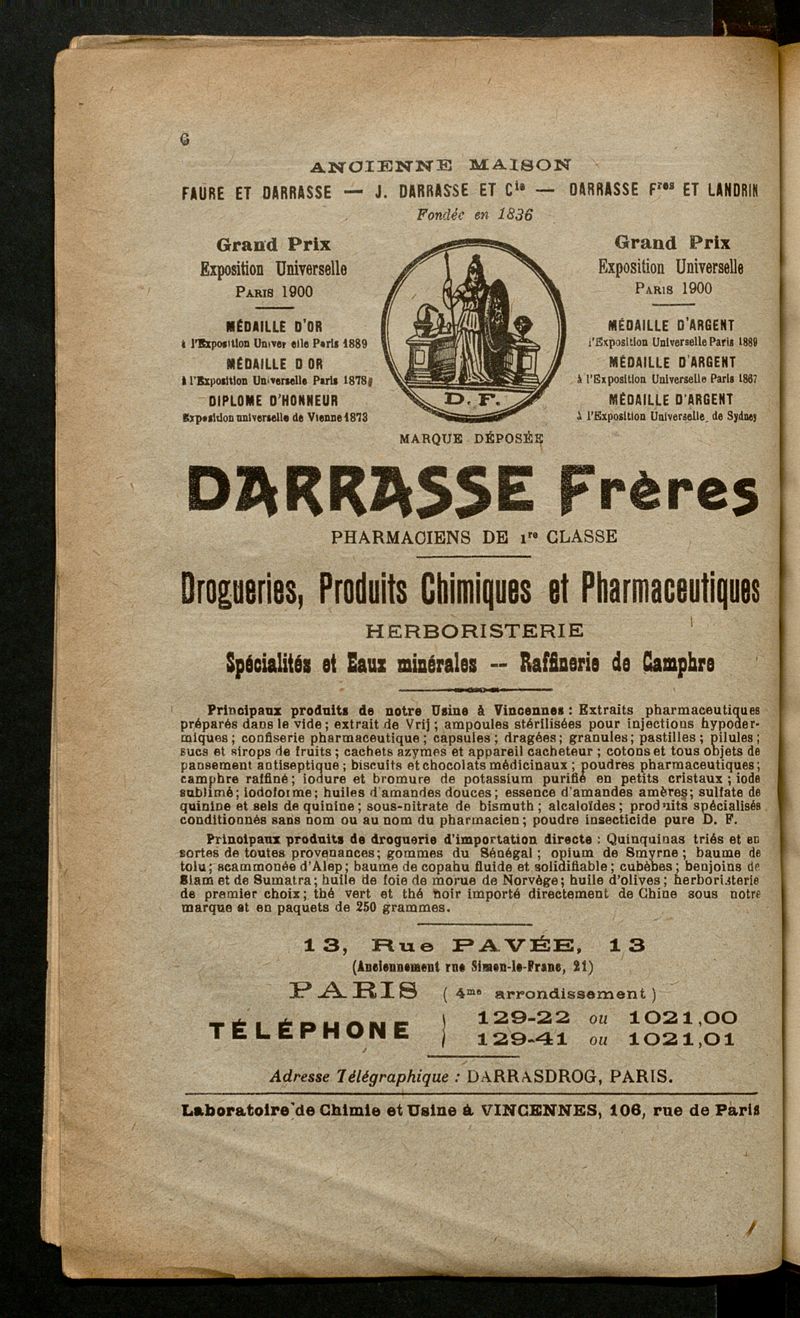 6
ANCIENNE MAISON
FAURE ET DARRASSE — J. DARRASSE ET Cie — DARRASSE Fres ET LANDRIN
Fondée en 1836
Grand Prix
Exposition Universelle
PARIS 1900
MÉDAILLE D'OR
à l'Exposition Univer elle Paris 1889
MÉDAILLE D OR
à l'Exposition Universelle Paris 1878
DIPLOME D'HONNEUR
Exposition universelle de Vienne 1873
D. F.
MARQUE DÉPOSÉE
Grand Prix
Exposition Universelle
PARIS 1900
MÉDAILLE D'ARGENT
l'Exposition Universelle Paris 1889
MÉDAILLE D'ARGENT
à l'Exposition Universelle Paris 1867
MÉDAILLE D'ARGENT
à l'Exposition Universelle de Sydney
DARRASSE Frères
PHARMACIENS DE 1re CLASSE
Drogueries, Produits Chimiques et Pharmaceutiques
HERBORISTERIE
Spécialités et Eaux minérales — Raffinerie de Camphre
Principaux produits de notre Usine à Vincennes : Extraits pharmaceutiques
préparés dans le vide ; extrait de Vrij ; ampoules stérilisées pour injections hypoder-
miques ; confiserie pharmaceutique ; capsules ; dragées ; granules ; pastilles ; pilules ;
sucs et sirops de fruits ; cachets azymes et appareil cacheteur ; cotons et tous objets de
pansement antiseptique ; biscuits et chocolats médicinaux ; poudres pharmaceutiques ;
camphre raffiné ; iodure et bromure de potassium purifié en petits cristaux ; iode
sublimé ; iodoforme ; huiles d'amandes douces ; essence d'amandes amères ; sulfate de
quinine et sels de quinine ; sous-nitrate de bismuth ; alcaloïdes ; produits spécialisés
conditionnés sans nom ou au nom du pharmacien ; poudre insecticide pure D. F.
Principaux produits de droguerie d'importation directe : Quinquinas triés et en
sortes de toutes provenances ; gommes du Sénégal ; opium de Smyrne ; baume de
tolu ; scammonée d'Alep ; baume de copahu fluide et solidifiable ; cubèbes ; benjoins de
Siam et de Sumatra ; huile de foie de morue de Norvège ; huile d'olives ; herboristerie
de premier choix ; thé vert et thé noir importé directement de Chine sous notre
marque et en paquets de 250 grammes.
13, Rue PAVÉE, 13
(Anciennement rue Simon-le-Franc, 21)
PARIS (4me arrondissement)
TÉLÉPHONE
129-22 ou 1021,00
129-41 ou 1021,01
Adresse Télégraphique : DARRASDROG, PARIS.
Laboratoire de Chimie et Usine à VINCENNES, 106, rue de Paris